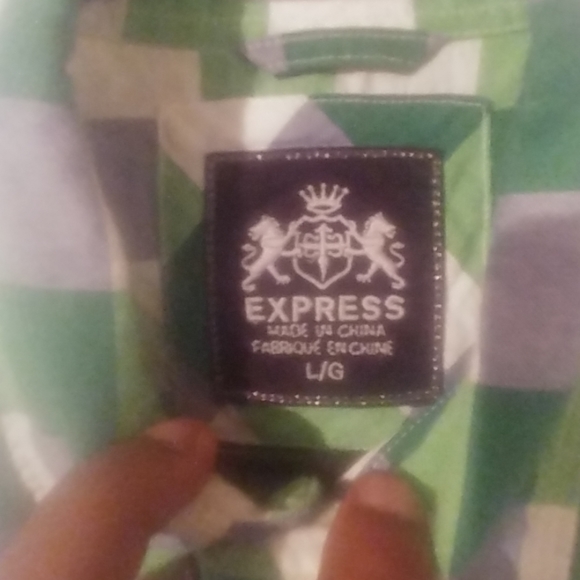 EXPRESS
MADE IN CHINA
FABRIQUÉ EN CHINE
L/G